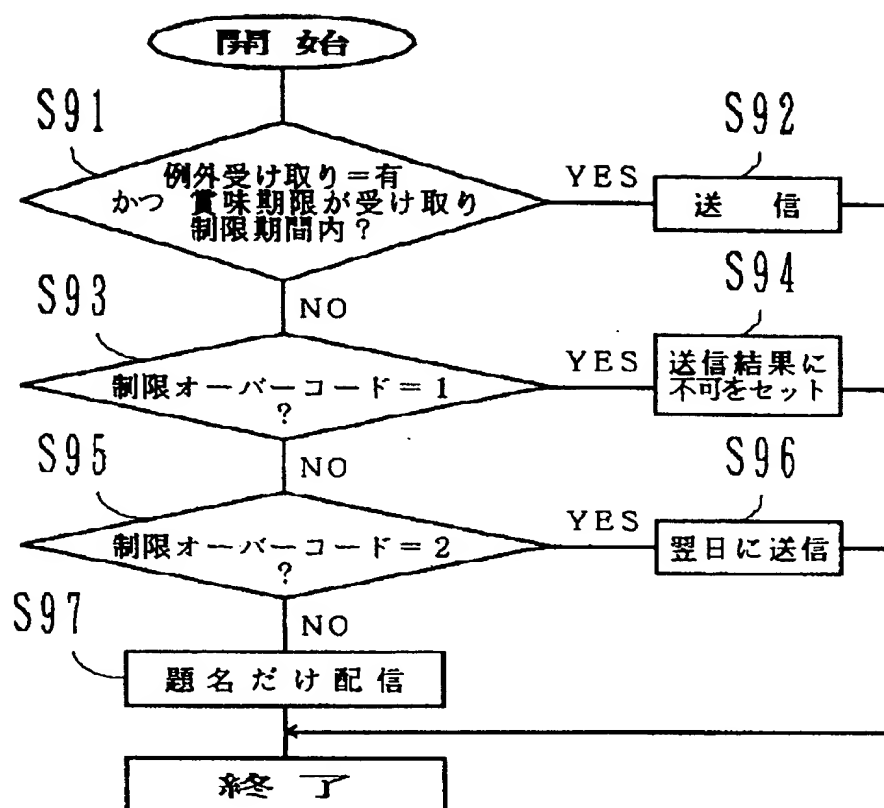 開始
S91
例外受け取り＝有
かつ 賞味期限が受け取り
制限期間内？
YES
S92
送 信
NO
S93
制限オーバーコード＝1
？
YES
S94
送信結果に
不可をセット
NO
S95
制限オーバーコード＝2
？
YES
S96
翌日に送信
NO
S97
題名だけ配信
終了